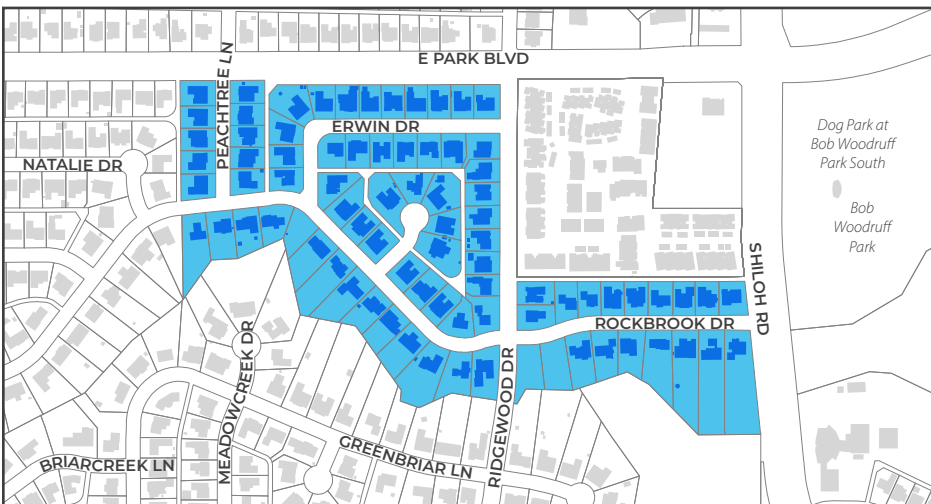 E PARK BLVD
PEACHTREE LN
ERWIN DR
NATALIE DR
Dog Park at
Bob Woodruff
Park South
Bob
Woodruff
Park
SHILOH RD
ROCKBROOK DR
MEADOWCREEK DR
RIDGEWOOD DR
GREENBRIAR LN
BRIARCREEK LN